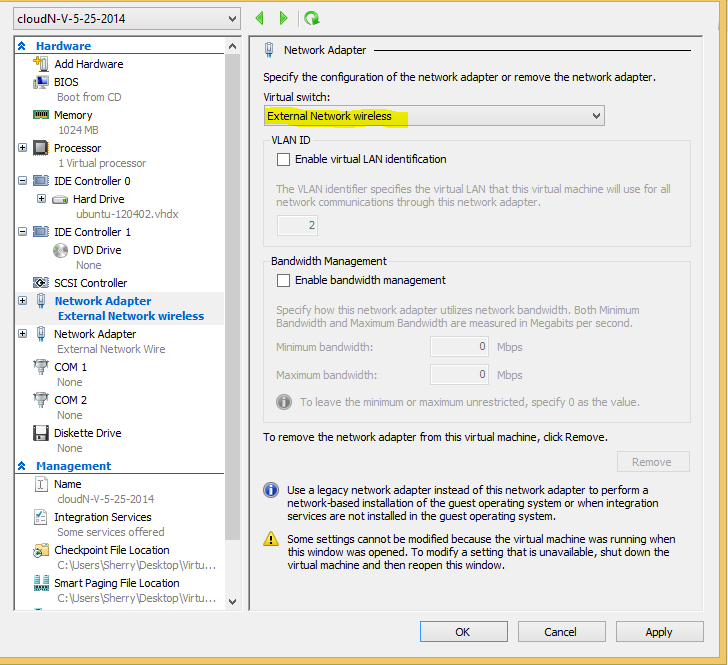 cloudN-V-5-25-2014
Hardware
Add Hardware
BIOS
Boot from CD
Memory
1024 MB
Processor
1 Virtual processor
IDE Controller 0
Hard Drive
ubuntu-120402.vhdx
IDE Controller 1
DVD Drive
None
SCSI Controller
Network Adapter
External Network wireless
Network Adapter
External Network Wire
COM 1
None
COM 2
None
Diskette Drive
None
Management
Name
cloudN-V-5-25-2014
Integration Services
Some services offered
Checkpoint File Location
C:\Users\Sherry\Desktop\Virtu...
Smart Paging File Location
C:\Users\Sherry\Desktop\Virtu...
Network Adapter
Specify the configuration of the network adapter or remove the network adapter.
Virtual switch:
External Network wireless
VLAN ID
Enable virtual LAN identification
The VLAN identifier specifies the virtual LAN that this virtual machine will use for all
network communications through this network adapter.
2
Bandwidth Management
Enable bandwidth management
Specify how this network adapter utilizes network bandwidth. Both Minimum
Bandwidth and Maximum Bandwidth are measured in Megabits per second.
Minimum bandwidth: 0 Mbps
Maximum bandwidth: 0 Mbps
To leave the minimum or maximum unrestricted, specify 0 as the value.
To remove the network adapter from this virtual machine, click Remove.
Remove
Use a legacy network adapter instead of this network adapter to perform a
network-based installation of the guest operating system or when integration
services are not installed in the guest operating system.
Some settings cannot be modified because the virtual machine was running when
this window was opened. To modify a setting that is unavailable, shut down the
virtual machine and then reopen this window.
OK Cancel Apply